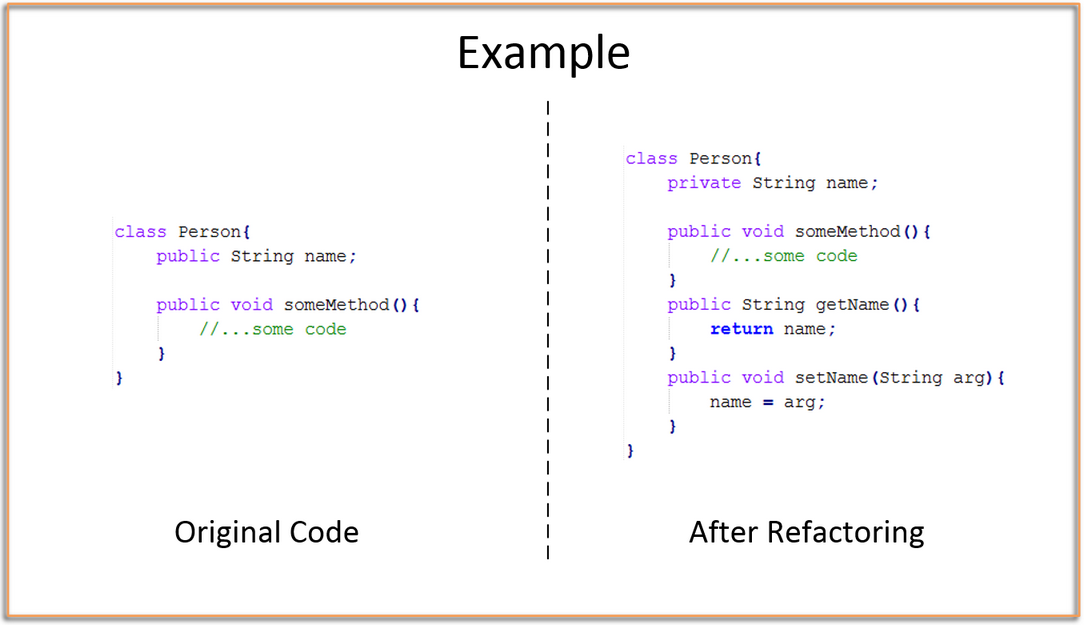 Example
class Person{
    public String name;
    public void someMethod(){
        //...some code
    }
}
Original Code
class Person{
    private String name;
    public void someMethod(){
        //...some code
    }
    public String getName(){
        return name;
    }
    public void setName(String arg){
        name = arg;
    }
}
After Refactoring